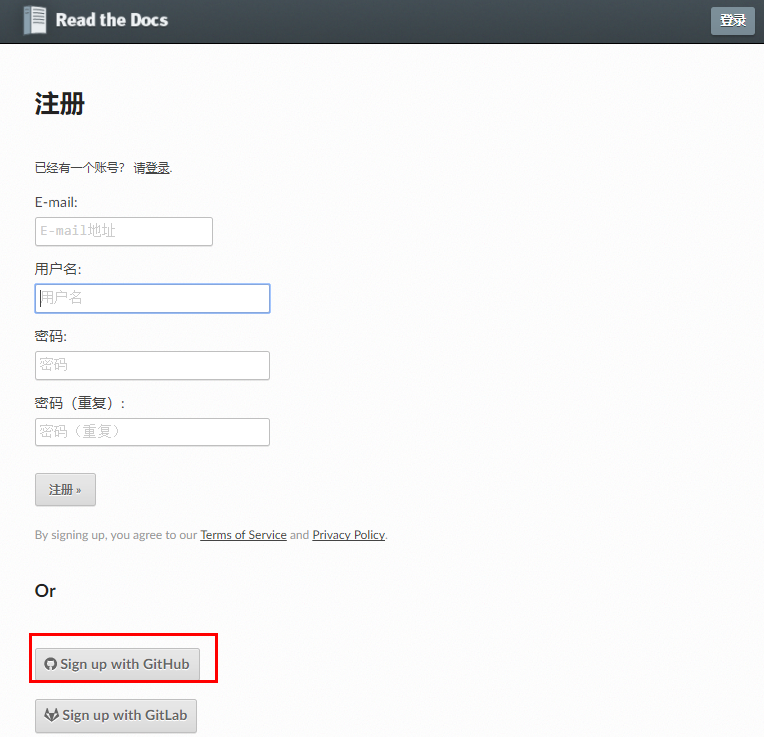 Read the Docs
登录
注册
已经有一个账号? 请登录.
E-mail:
E-mail地址
用户名:
用户名
密码:
密码
密码（重复）:
密码（重复）
注册 »
By signing up, you agree to our Terms of Service and Privacy Policy.
Or
Sign up with GitHub
Sign up with GitLab